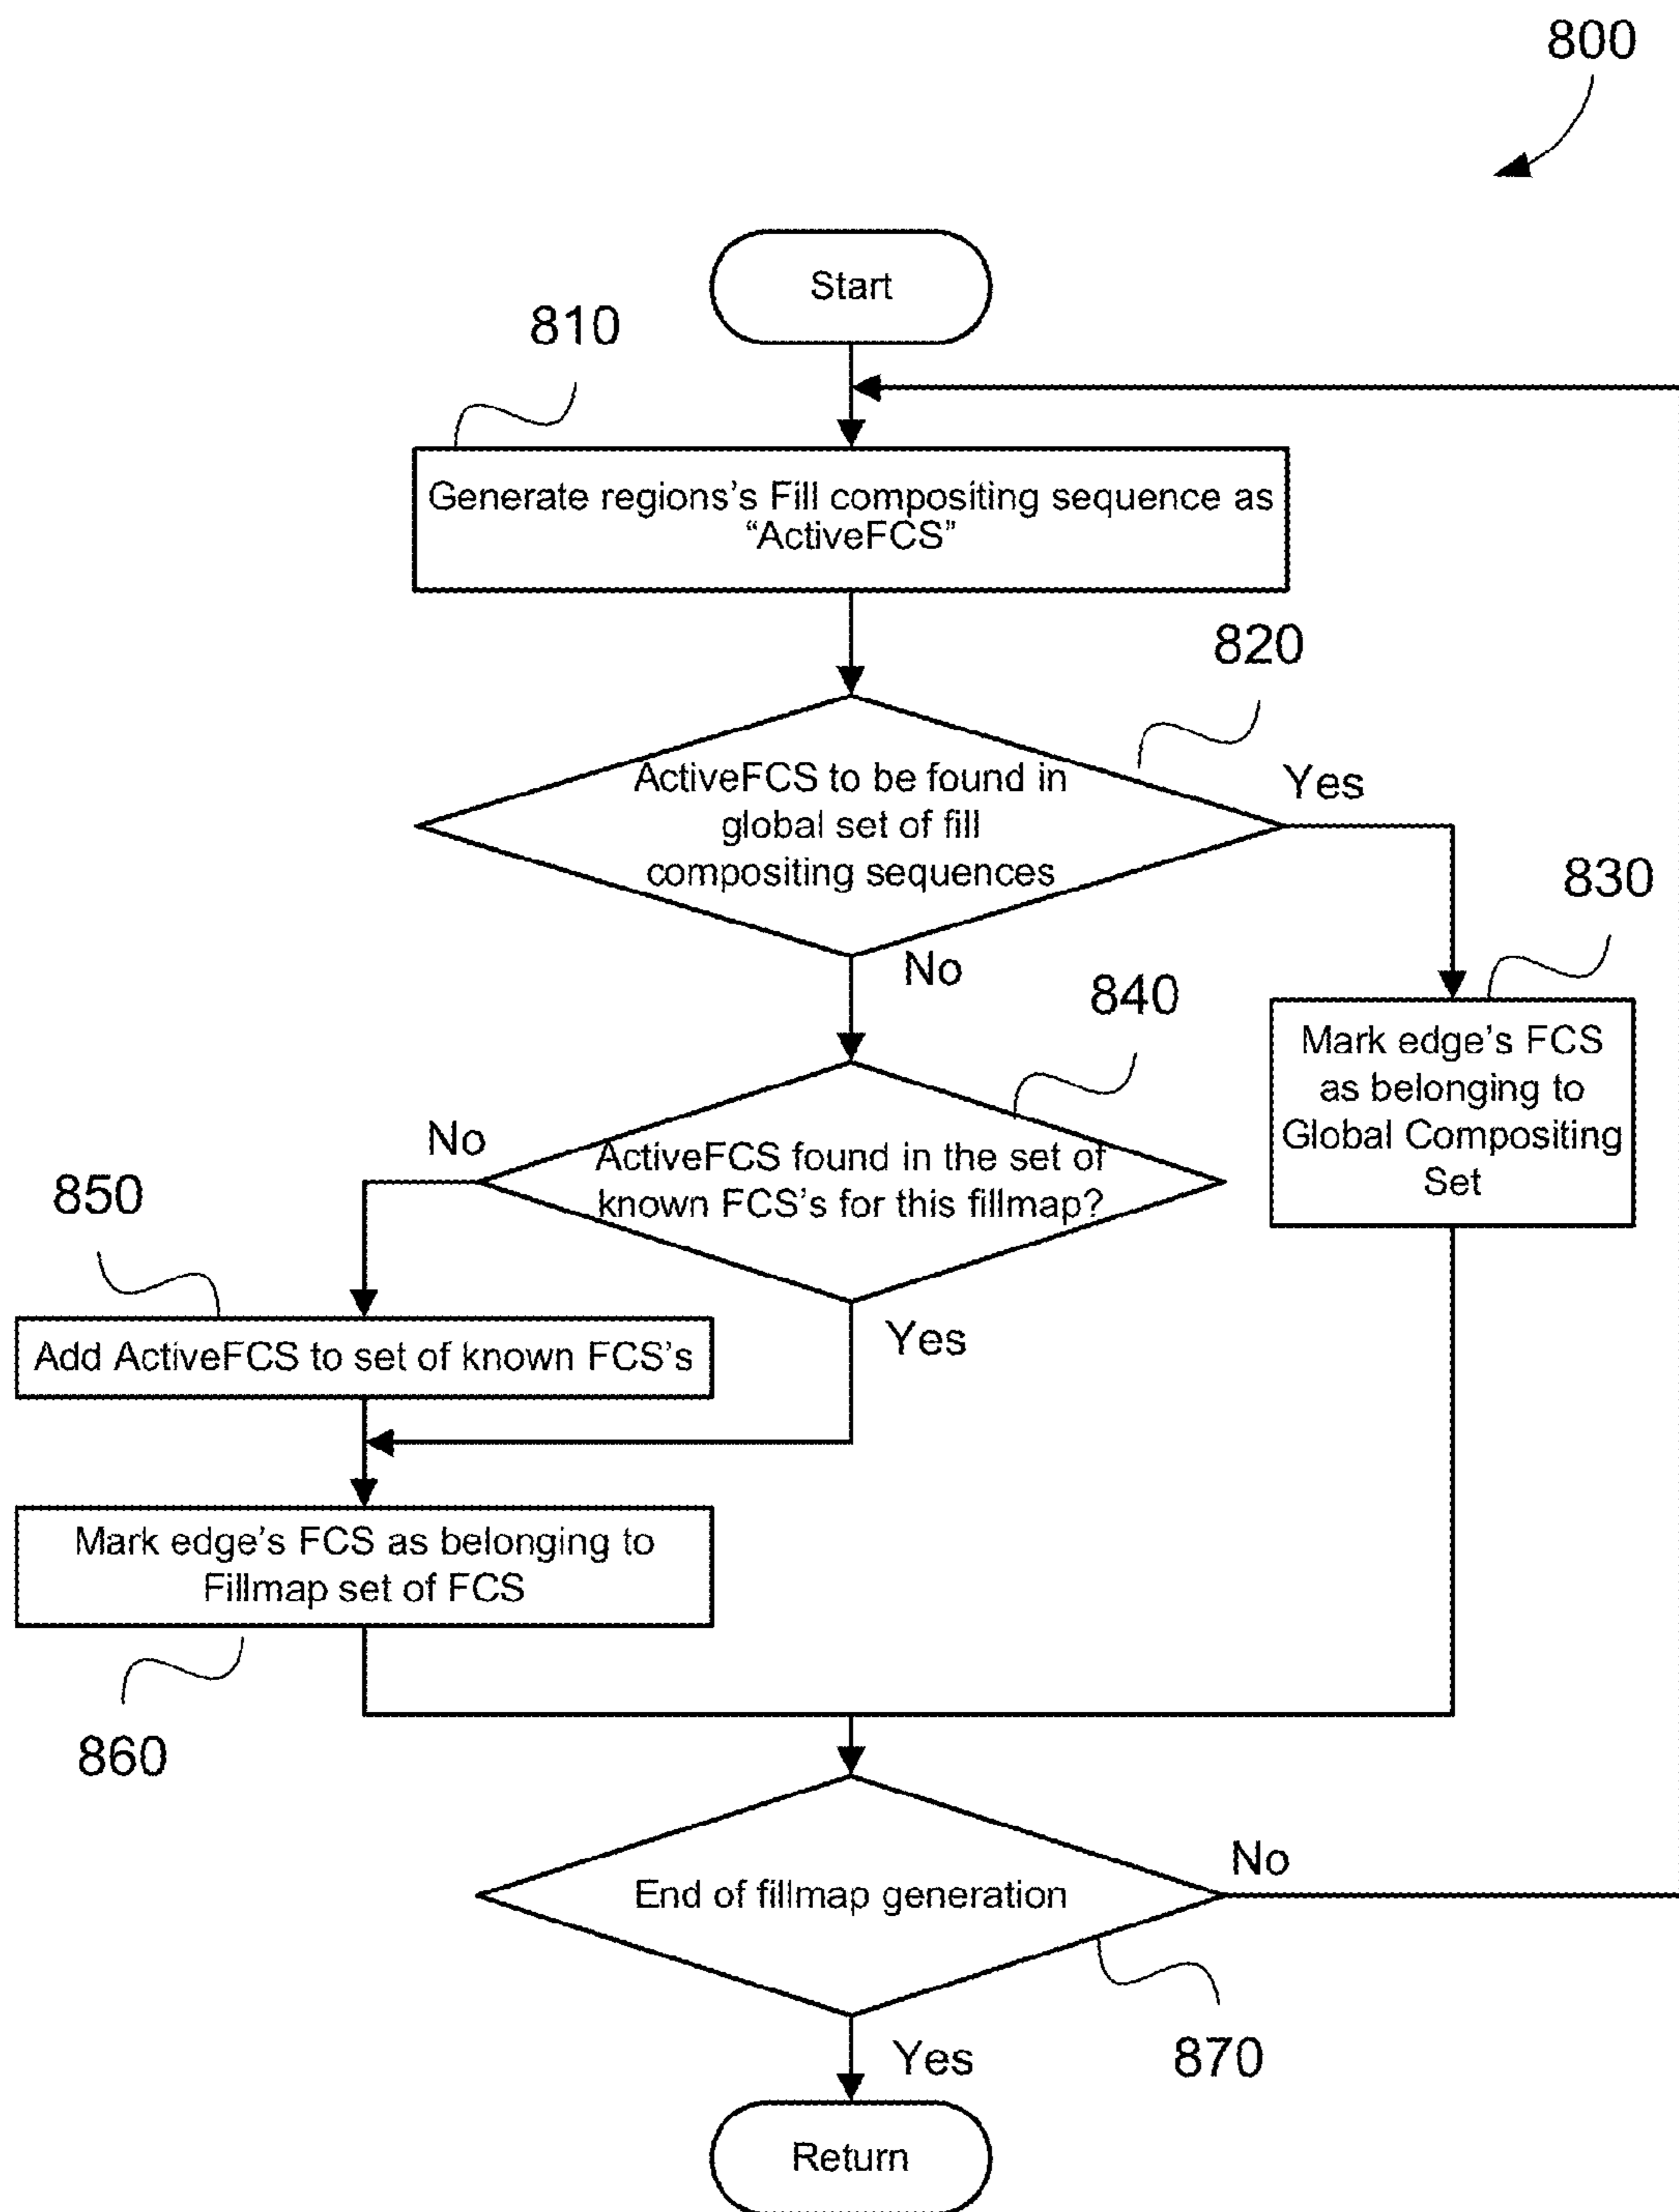 800
Start
810
Generate regions's Fill compositing sequence as
“ActiveFCS”
820
ActiveFCS to be found in
global set of fill
compositing sequences
Yes
830
No
840
Mark edge's FCS
as belonging to
Global Compositing
Set
No
ActiveFCS found in the set of
known FCS's for this fillmap?
850
Yes
Add ActiveFCS to set of known FCS's
Mark edge's FCS as belonging to
Fillmap set of FCS
860
No
End of fillmap generation
870
Yes
Return